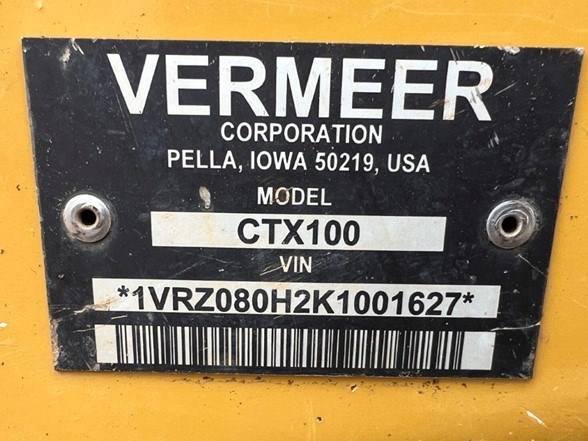 VERMEER
CORPORATION
PELLA, IOWA 50219, USA
MODEL
CTX100
VIN
*1VRZ080H2K1001627*